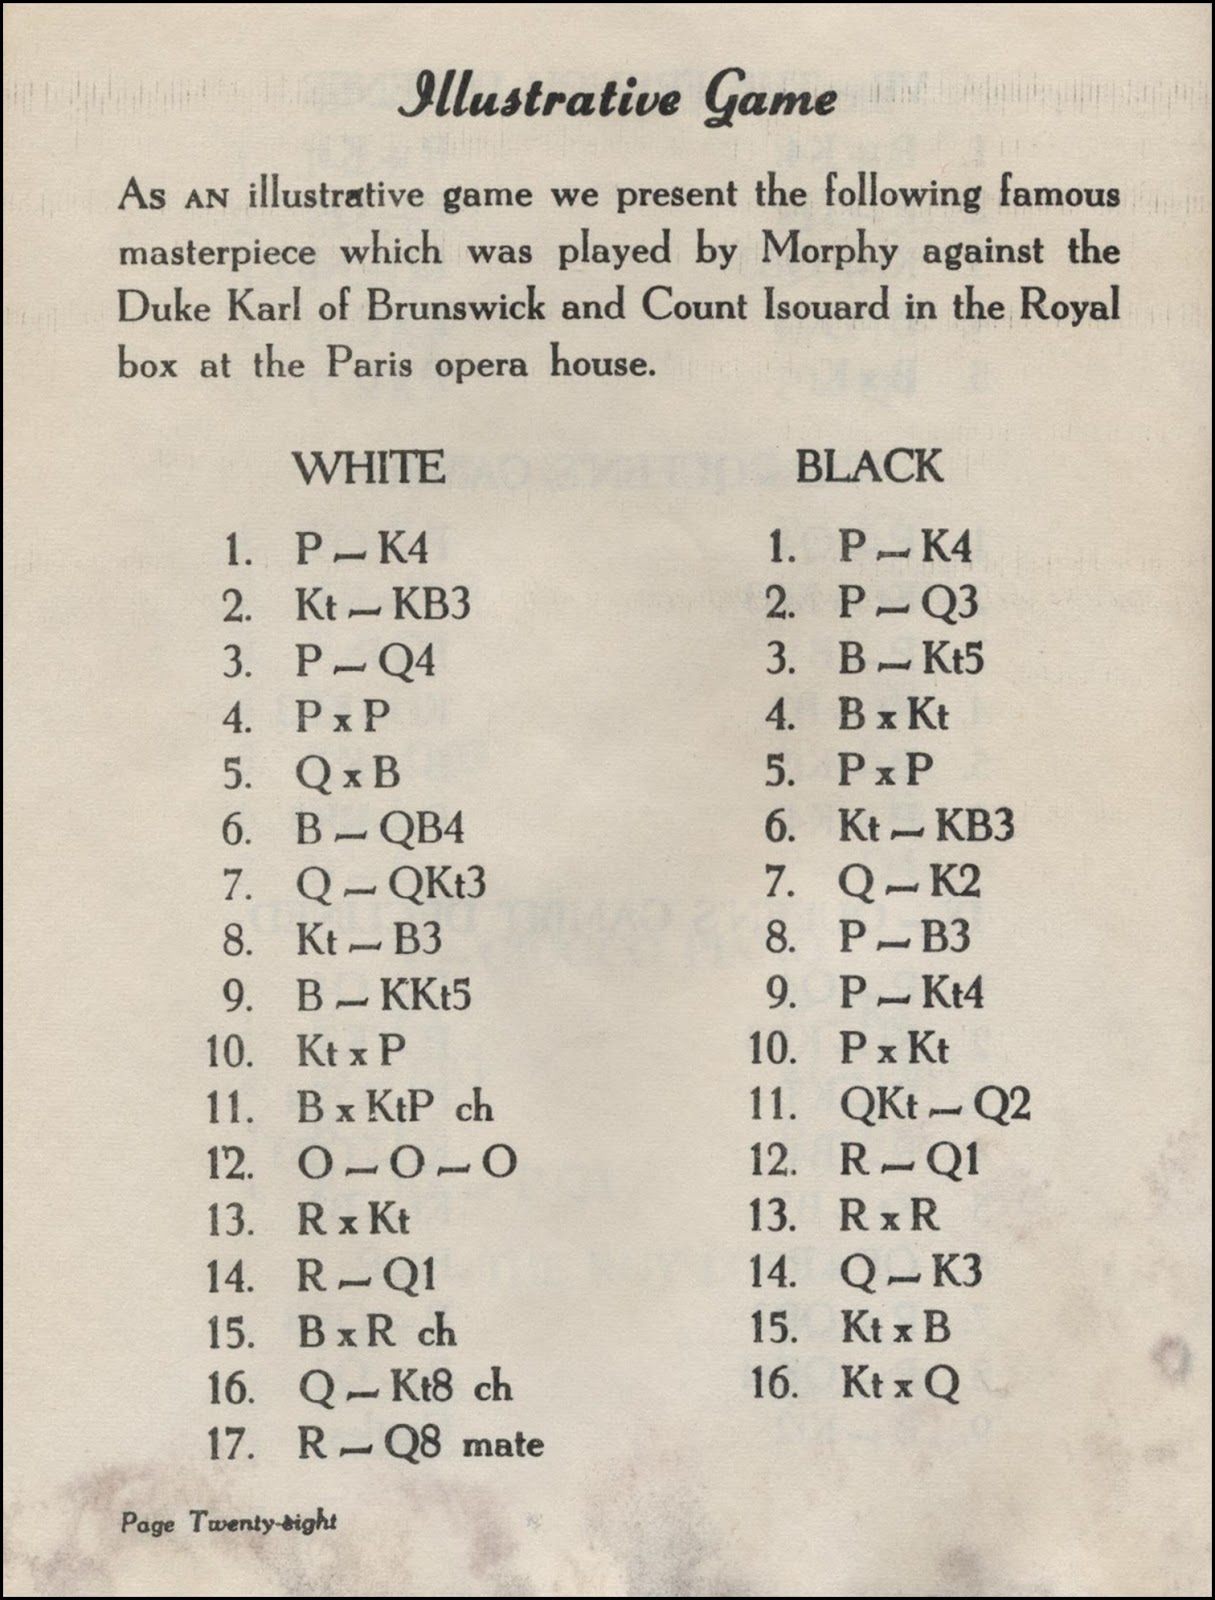 Illustrative Game
As an illustrative game we present the following famous
masterpiece which was played by Morphy against the
Duke Karl of Brunswick and Count Isouard in the Royal
box at the Paris opera house.
WHITE BLACK
1. P – K4 1. P – K4
2. Kt – KB3 2. P – Q3
3. P – Q4 3. B – Kt5
4. P x P 4. B x Kt
5. Q x B 5. P x P
6. B – QB4 6. Kt – KB3
7. Q – QKt3 7. Q – K2
8. Kt – B3 8. P – B3
9. B – KKt5 9. P – Kt4
10. Kt x P 10. P x Kt
11. B x KtP ch 11. QKt – Q2
12. O – O – O 12. R – Q1
13. R x Kt 13. R x R
14. R – Q1 14. Q – K3
15. B x R ch 15. Kt x B
16. Q – Kt8 ch 16. Kt x Q
17. R – Q8 mate
Page Twenty-eight